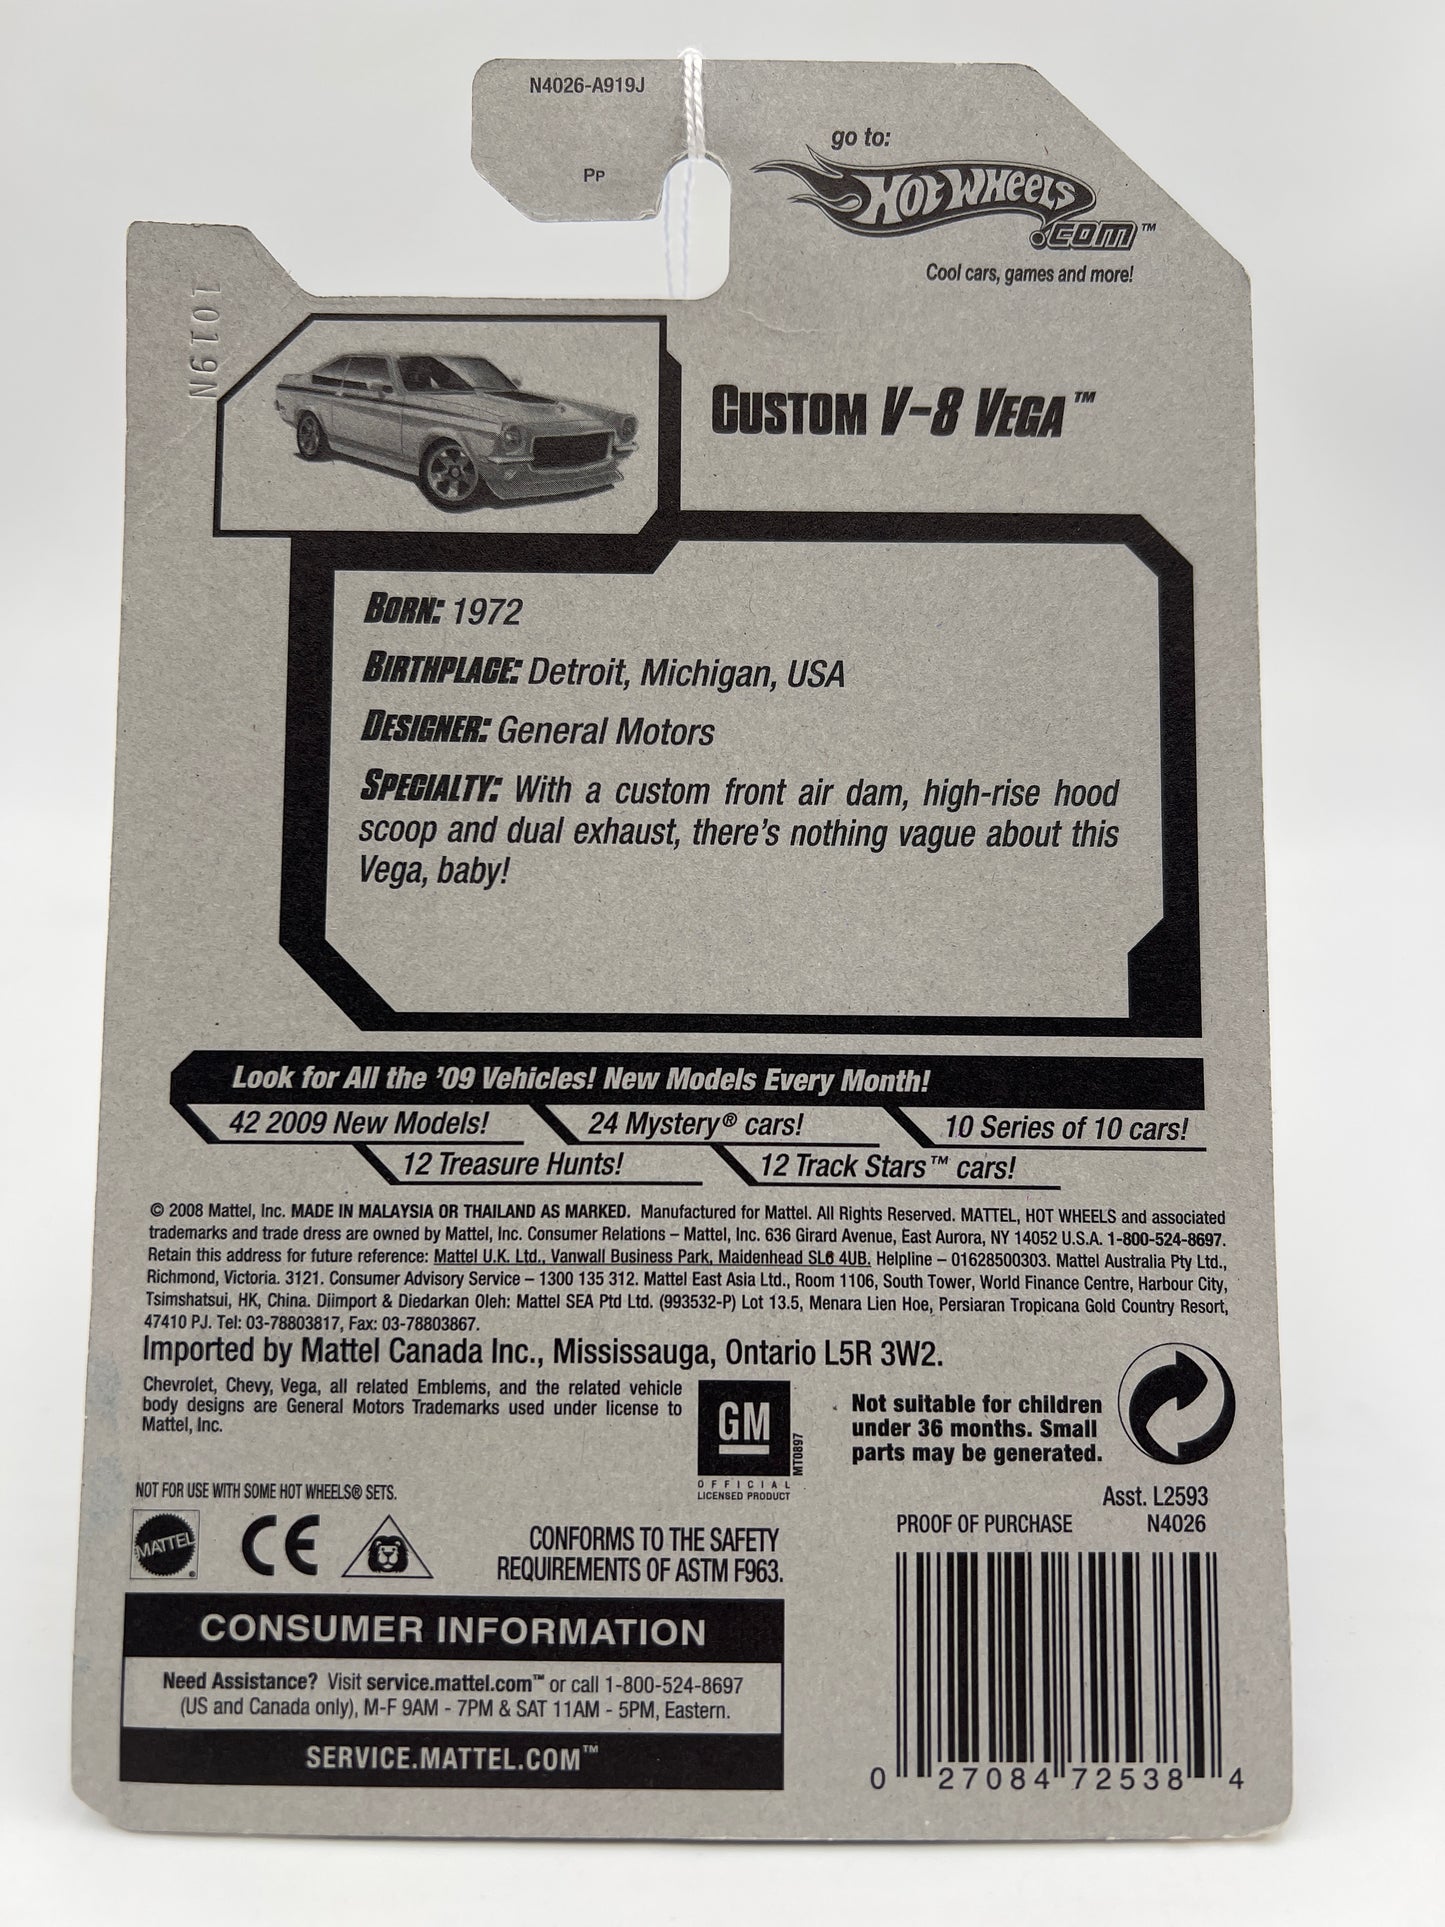 N4026-A919J
PP
go to:
HOT WHEELS
.COM™
Cool cars, games and more!
1019N
CUSTOM V-8 VEGA™
BORN: 1972
BIRTHPLACE: Detroit, Michigan, USA
DESIGNER: General Motors
SPECIALTY: With a custom front air dam, high-rise hood
scoop and dual exhaust, there's nothing vague about this
Vega, baby!
Look for All the '09 Vehicles! New Models Every Month!
42 2009 New Models!
24 Mystery® cars!
10 Series of 10 cars!
12 Treasure Hunts!
12 Track Stars™ cars!
© 2008 Mattel, Inc. MADE IN MALAYSIA OR THAILAND AS MARKED. Manufactured for Mattel. All Rights Reserved. MATTEL, HOT WHEELS and associated
trademarks and trade dress are owned by Mattel, Inc. Consumer Relations – Mattel, Inc. 636 Girard Avenue, East Aurora, NY 14052 U.S.A. 1-800-524-8697.
Retain this address for future reference: Mattel U.K. Ltd., Vanwall Business Park, Maidenhead SL6 4UB. Helpline – 01628500303. Mattel Australia Pty Ltd.,
Richmond, Victoria. 3121. Consumer Advisory Service – 1300 135 312. Mattel East Asia Ltd., Room 1106, South Tower, World Finance Centre, Harbour City,
Tsimshatsui, HK, China. Diimport & Diedarkan Oleh: Mattel SEA Ptd Ltd. (993532-P) Lot 13.5, Menara Lien Hoe, Persiaran Tropicana Gold Country Resort,
47410 PJ. Tel: 03-78803817, Fax: 03-78803867.
Imported by Mattel Canada Inc., Mississauga, Ontario L5R 3W2.
Chevrolet, Chevy, Vega, all related Emblems, and the related vehicle
body designs are General Motors Trademarks used under license to
Mattel, Inc.
GM
MT0897
OFFICIAL
LICENSED PRODUCT
Not suitable for children
under 36 months. Small
parts may be generated.
NOT FOR USE WITH SOME HOT WHEELS® SETS.
Asst. L2593
PROOF OF PURCHASE N4026
MATTEL®
CE
CONFORMS TO THE SAFETY
REQUIREMENTS OF ASTM F963.
CONSUMER INFORMATION
Need Assistance? Visit service.mattel.com™ or call 1-800-524-8697
(US and Canada only), M-F 9AM - 7PM & SAT 11AM - 5PM, Eastern.
SERVICE.MATTEL.COM™
0 27084 72538 4